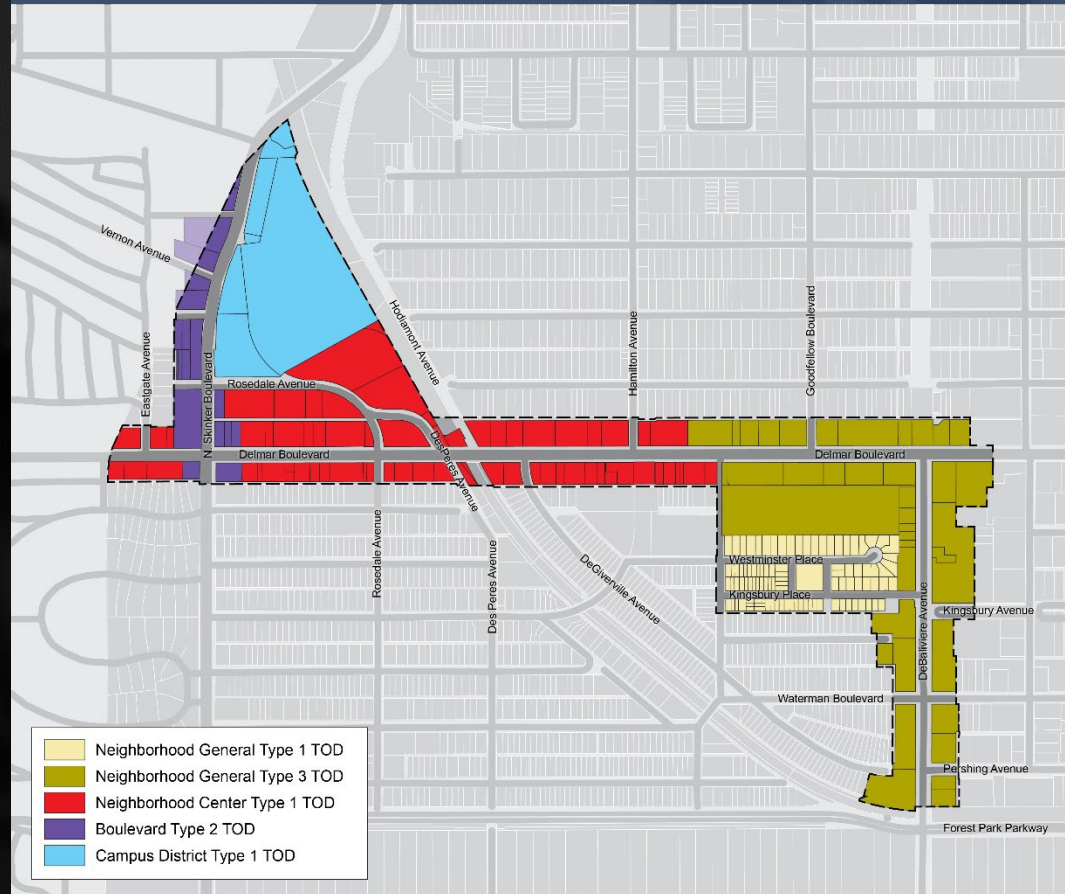 Vernon Avenue
Eastgate Avenue
N. Skinker Boulevard
Rosedale Avenue
Hodiamont Avenue
Hamilton Avenue
Goodfellow Boulevard
Delmar Boulevard
DesPeres Avenue
Delmar Boulevard
Rosedale Avenue
Des Peres Avenue
DeGiverville Avenue
Westminster Place
Kingsbury Place
Kingsbury Avenue
DeBaliviere Avenue
Waterman Boulevard
Pershing Avenue
Forest Park Parkway
Neighborhood General Type 1 TOD
Neighborhood General Type 3 TOD
Neighborhood Center Type 1 TOD
Boulevard Type 2 TOD
Campus District Type 1 TOD